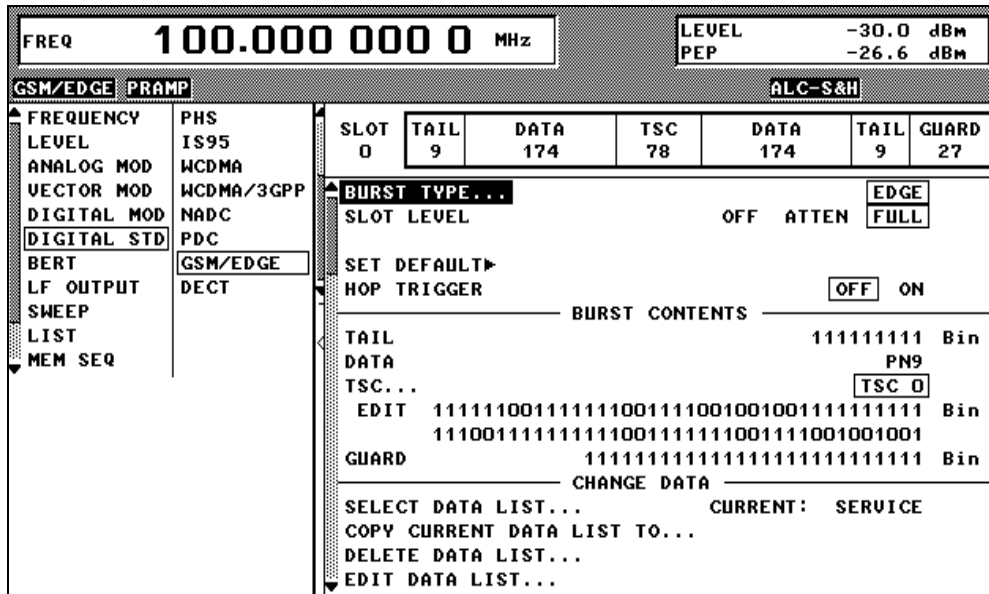 FREQ 100.000 000 0 MHz
LEVEL -30.0 dBm
PEP -26.6 dBm
GSM/EDGE PRAMP ALC-S&H
FREQUENCY
LEVEL
ANALOG MOD
VECTOR MOD
DIGITAL MOD
DIGITAL STD
BERT
LF OUTPUT
SWEEP
LIST
MEM SEQ
PHS
IS95
WCDMA
WCDMA/3GPP
NADC
PDC
GSM/EDGE
DECT
SLOT TAIL DATA TSC DATA TAIL GUARD
0 9 174 78 174 9 27
BURST TYPE... EDGE
SLOT LEVEL OFF ATTEN FULL
SET DEFAULT▶
HOP TRIGGER OFF ON
BURST CONTENTS
TAIL 111111111 Bin
DATA PN9
TSC... TSC 0
EDIT 111111001111111001111001001001111111111 Bin
111001111111111001111111001111001001001
GUARD 111111111111111111111111111 Bin
CHANGE DATA
SELECT DATA LIST... CURRENT: SERVICE
COPY CURRENT DATA LIST TO...
DELETE DATA LIST...
EDIT DATA LIST...